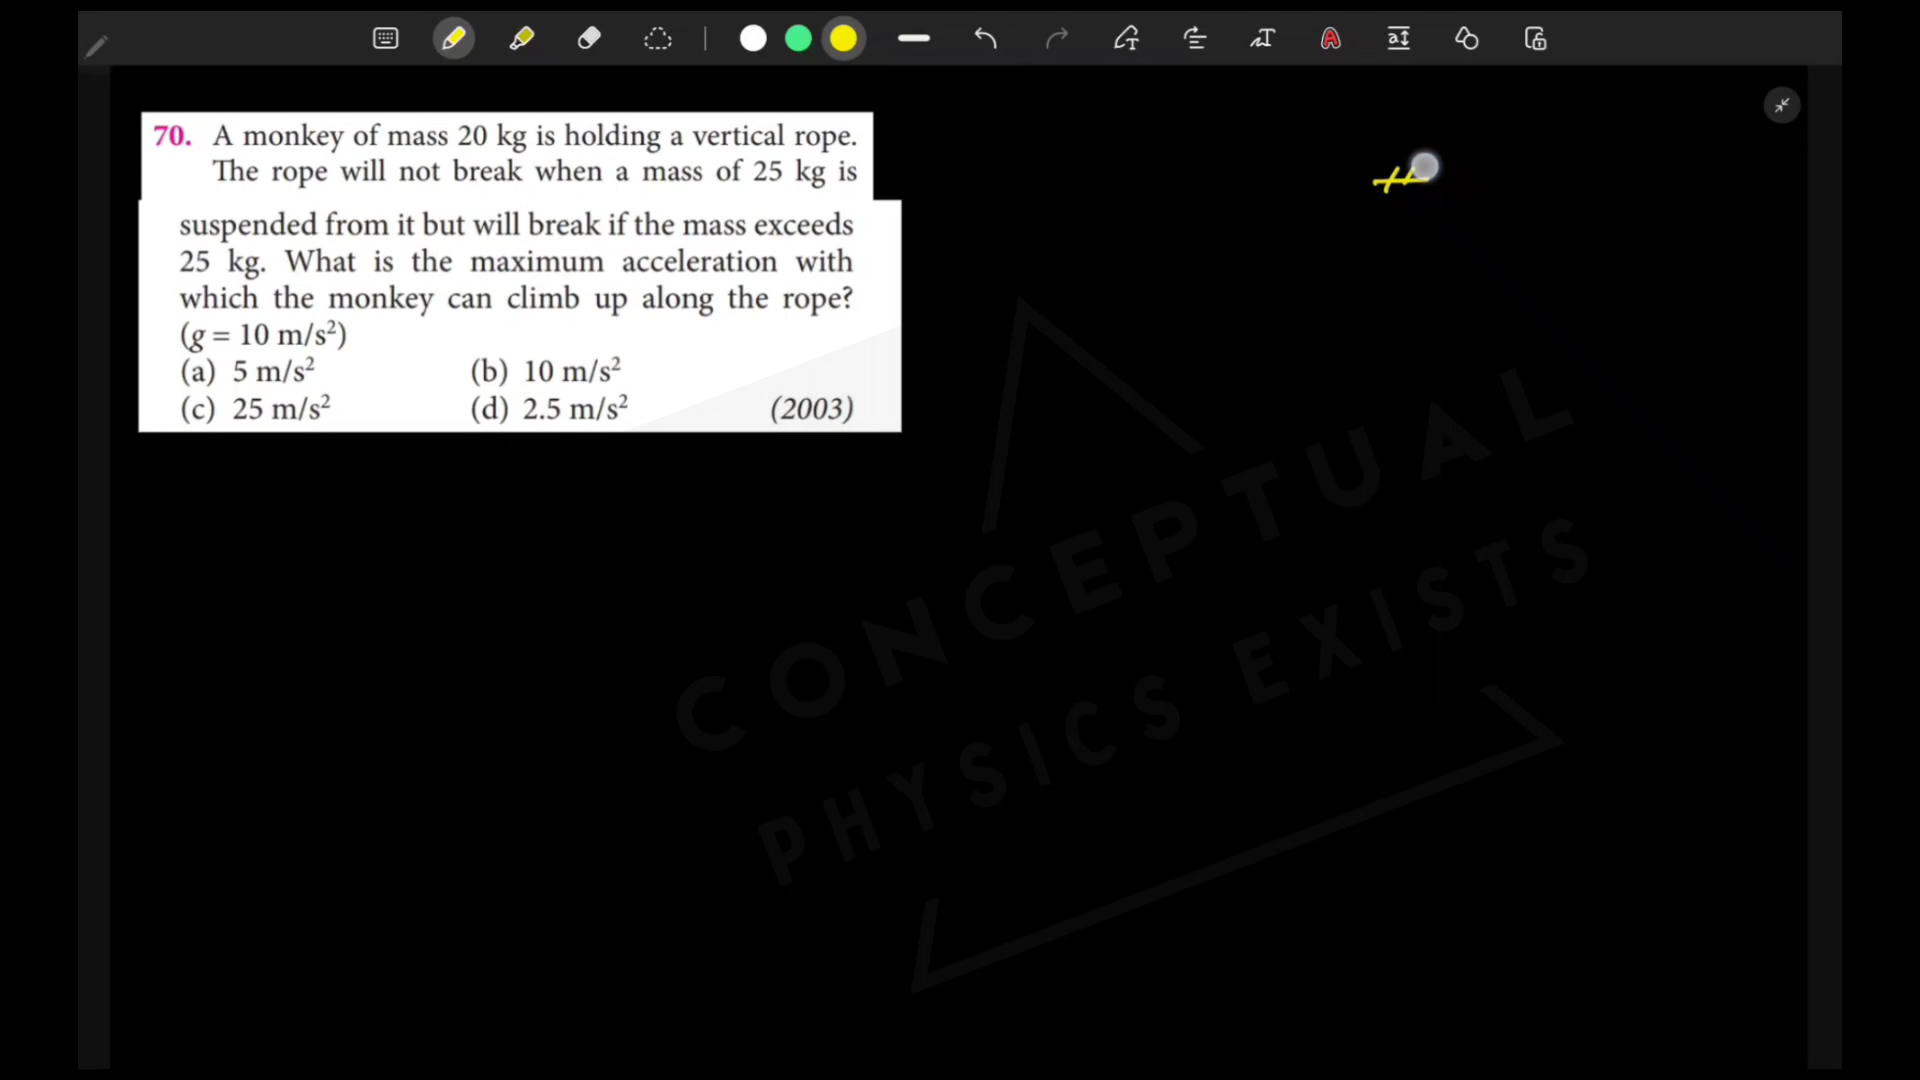 70. A monkey of mass 20 kg is holding a vertical rope.
The rope will not break when a mass of 25 kg is
suspended from it but will break if the mass exceeds
25 kg. What is the maximum acceleration with
which the monkey can climb up along the rope?
(g = 10 m/s²)
(a) 5 m/s² (b) 10 m/s²
(c) 25 m/s² (d) 2.5 m/s² (2003)
CONCEPTUAL
PHYSICS EXISTS